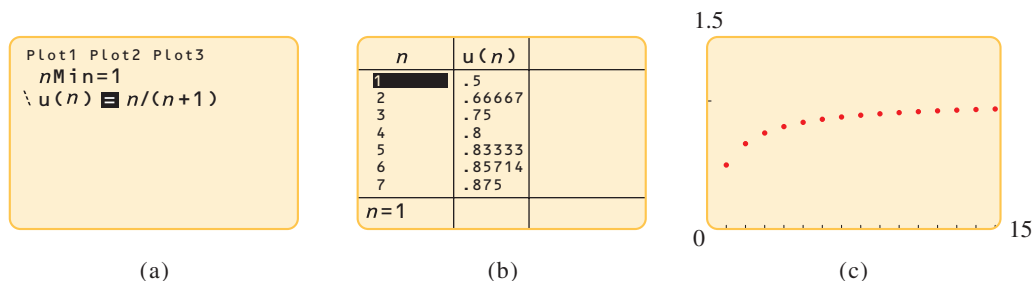 Plot1 Plot2 Plot3
nMin=1
u(n) = n/(n+1)
n u(n)
1 .5
2 .66667
3 .75
4 .8
5 .83333
6 .85714
7 .875
n=1
1.5
0
15
(a)
(b)
(c)